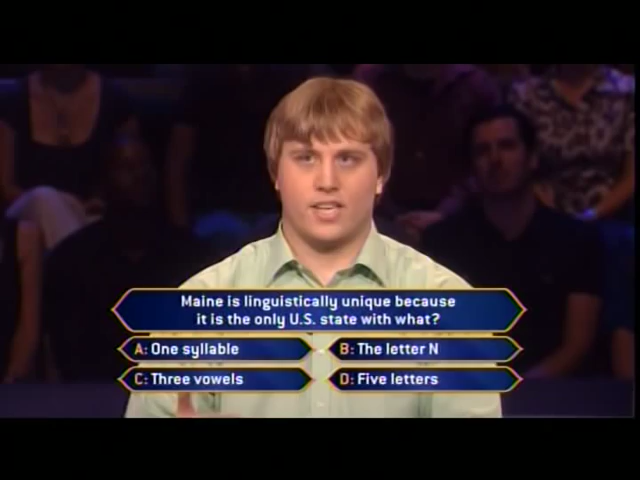 Maine is linguistically unique because
it is the only U.S. state with what?
A: One syllable
B: The letter N
C: Three vowels
D: Five letters